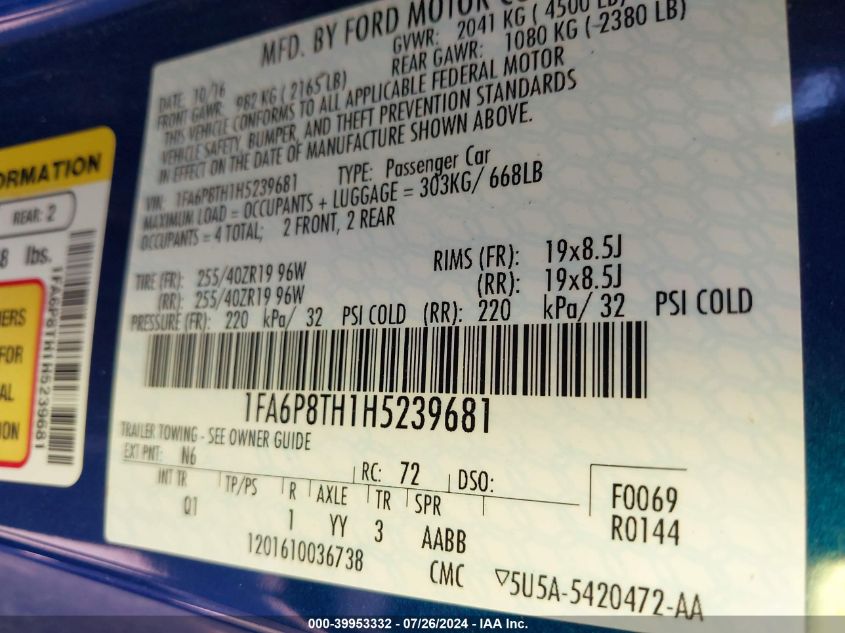 MFD. BY FORD MOTOR CO
DATE: 10/16 GVWR: 2041 KG ( 4500 LB)
FRONT GAWR: 982 KG ( 2165 LB) REAR GAWR: 1080 KG (-2380 LB)
THIS VEHICLE CONFORMS TO ALL APPLICABLE FEDERAL MOTOR
VEHICLE SAFETY, BUMPER, AND THEFT PREVENTION STANDARDS
IN EFFECT ON THE DATE OF MANUFACTURE SHOWN ABOVE.
VIN: 1FA6P8TH1H5239681 TYPE: Passenger Car
MAXIMUM LOAD = OCCUPANTS + LUGGAGE = 303KG/ 668LB
OCCUPANTS = 4 TOTAL; 2 FRONT, 2 REAR
RIMS (FR): 19x8.5J
TIRE (FR): 255/40ZR19 96W (RR): 19x8.5J
(RR): 255/40ZR19 96W
PRESSURE (FR): 220 kPa/ 32 PSI COLD (RR): 220 kPa/ 32 PSI COLD
1FA6P8TH1H5239681
TRAILER TOWING - SEE OWNER GUIDE
EXT PNT: N6 RC: 72 DSO:
INT TR TP/PS R AXLE TR SPR F0069
Q1 1 YY 3 AABB R0144
1201610036738 CMC ▽5U5A-5420472-AA
ORMATION
REAR: 2
8 lbs.
1FA6P8TH1H5239681
ERS
FOR
AL
ON
000-39953332 - 07/26/2024 - IAA Inc.